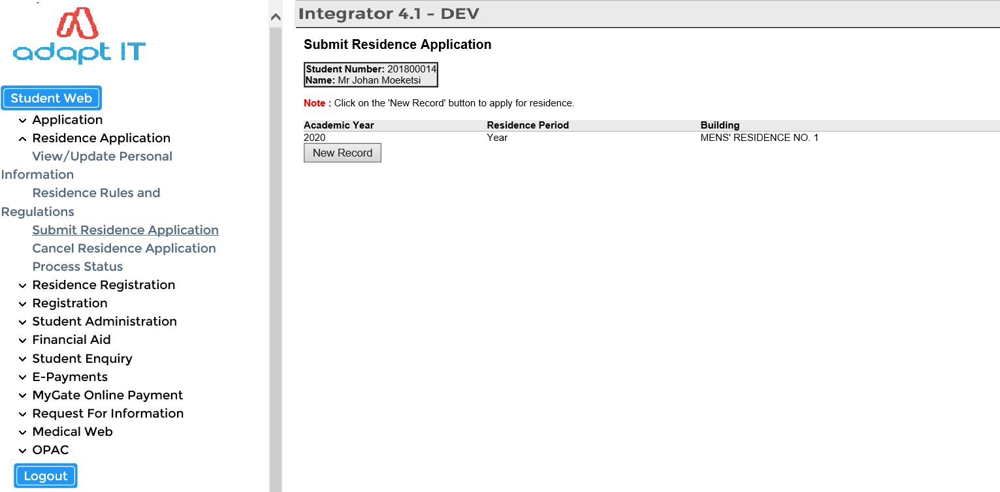 adapt IT
Student Web
Application
Residence Application
View/Update Personal
Information
Residence Rules and
Regulations
Submit Residence Application
Cancel Residence Application
Process Status
Residence Registration
Registration
Student Administration
Financial Aid
Student Enquiry
E-Payments
MyGate Online Payment
Request For Information
Medical Web
OPAC
Logout
Integrator 4.1 - DEV
Submit Residence Application
Student Number: 201800014
Name: Mr Johan Moeketsi
Note : Click on the 'New Record' button to apply for residence.
Academic Year Residence Period Building
2020 Year MENS' RESIDENCE NO. 1
New Record